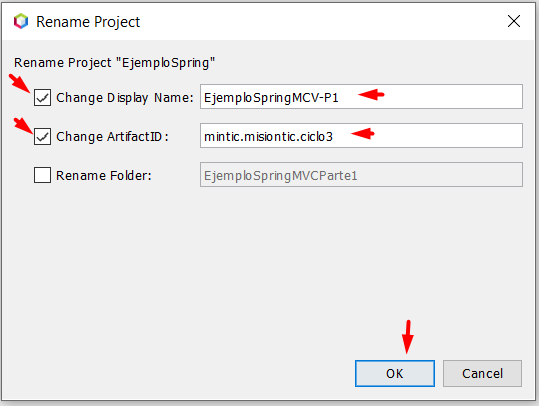 Rename Project
Rename Project "EjemploSpring"
Change Display Name: EjemploSpringMCV-P1
Change ArtifactID: mintic.misiontic.ciclo3
Rename Folder: EjemploSpringMVCParte1
OK Cancel